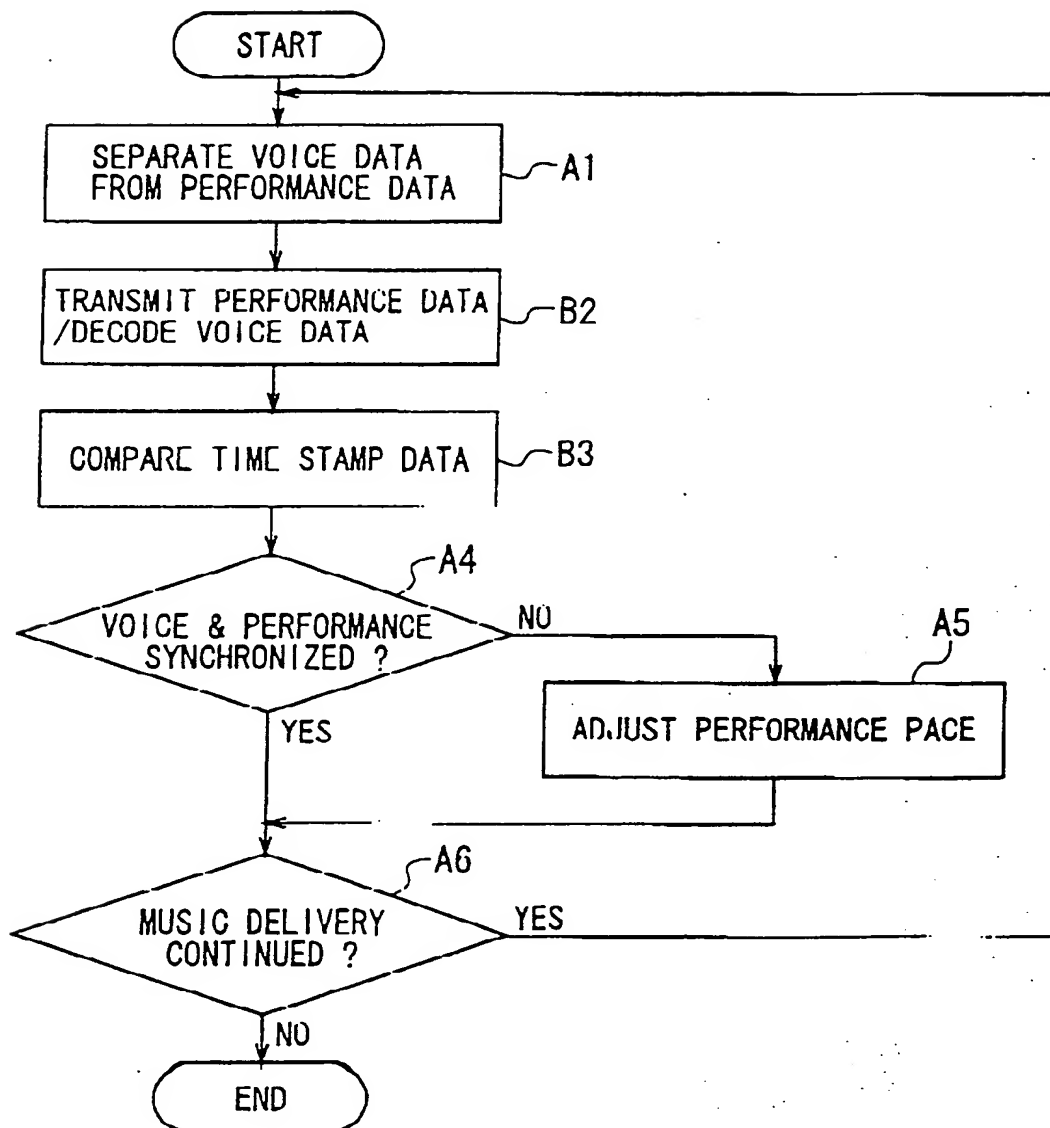 START
SEPARATE VOICE DATA
FROM PERFORMANCE DATA
A1
TRANSMIT PERFORMANCE DATA
/DECODE VOICE DATA
B2
COMPARE TIME STAMP DATA
B3
A4
VOICE & PERFORMANCE
SYNCHRONIZED ?
NO
A5
ADJUST PERFORMANCE PACE
YES
A6
MUSIC DELIVERY
CONTINUED ?
YES
NO
END